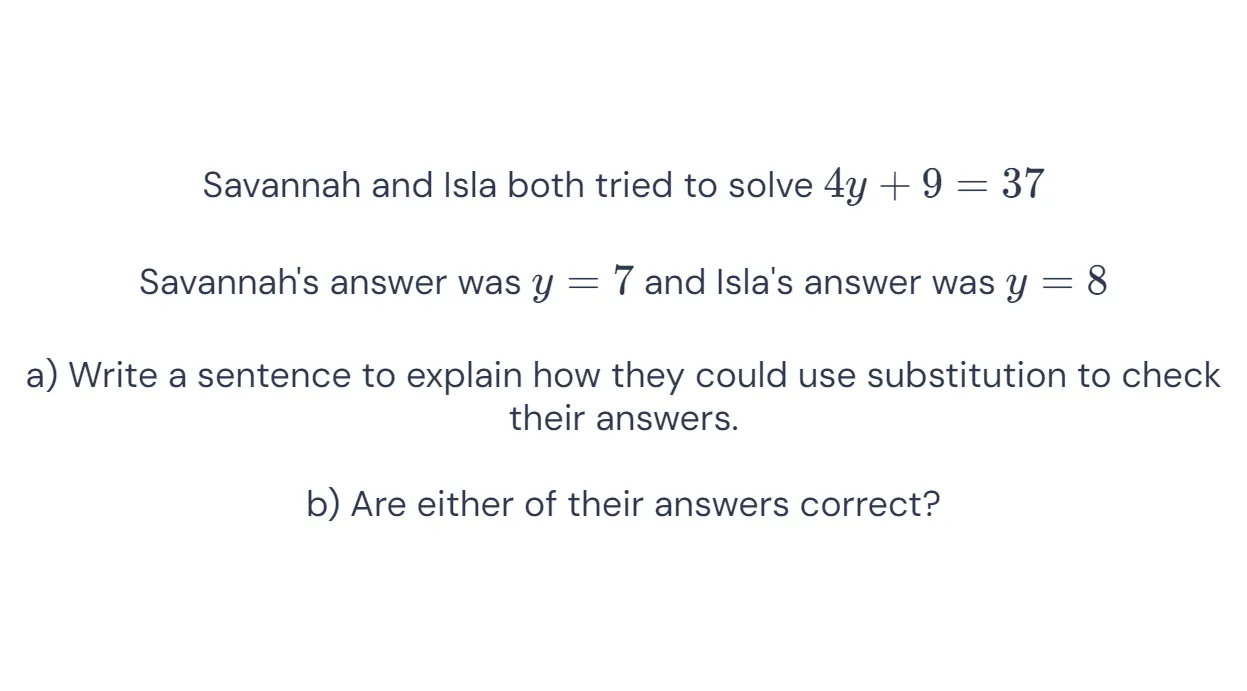 Savannah and Isla both tried to solve 4y + 9 = 37
Savannah's answer was y = 7 and Isla's answer was y = 8
a) Write a sentence to explain how they could use substitution to check
their answers.
b) Are either of their answers correct?